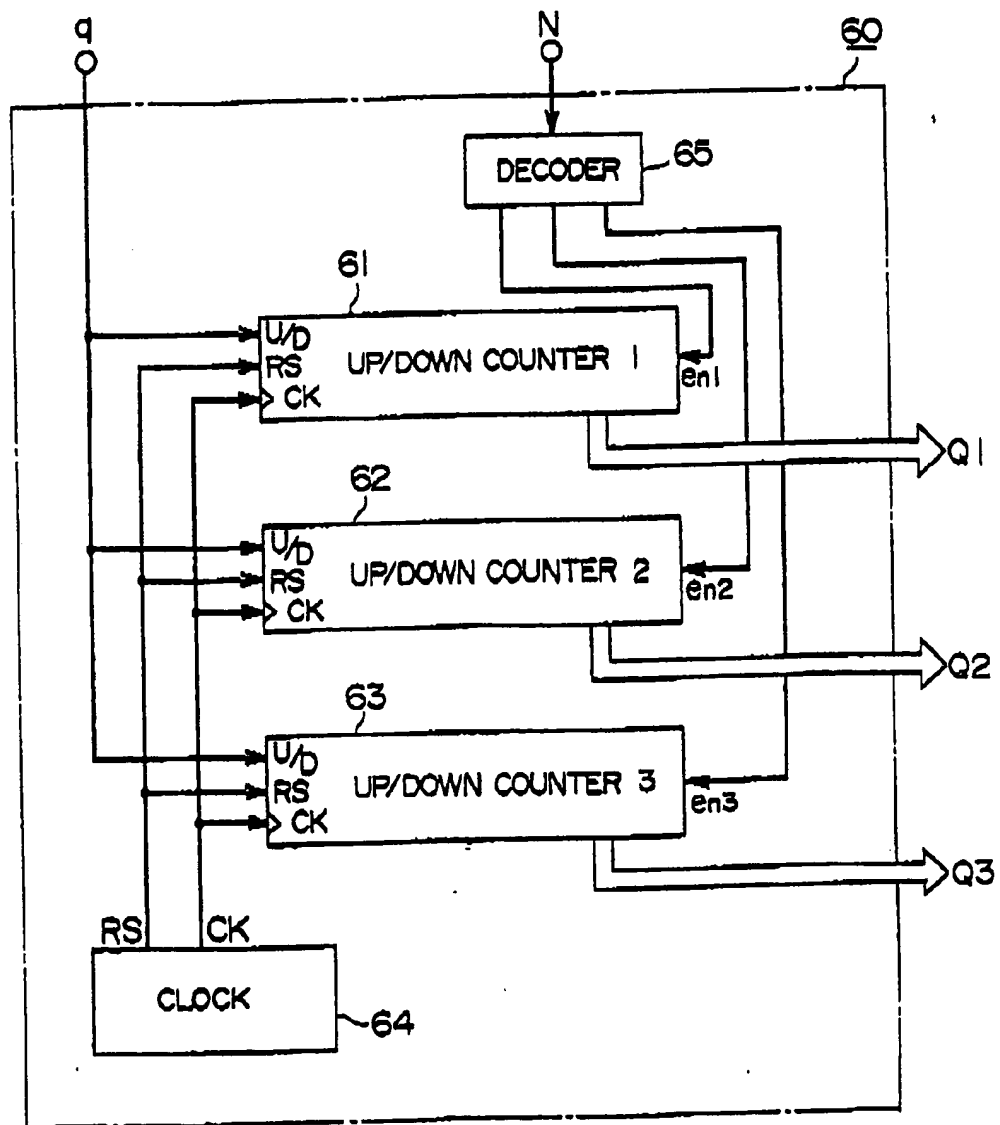 q
N
60
DECODER
65
61
U/D
RS
CK
UP/DOWN COUNTER 1
en1
Q1
62
U/D
RS
CK
UP/DOWN COUNTER 2
en2
Q2
63
U/D
RS
CK
UP/DOWN COUNTER 3
en3
Q3
RS
CK
CLOCK
64